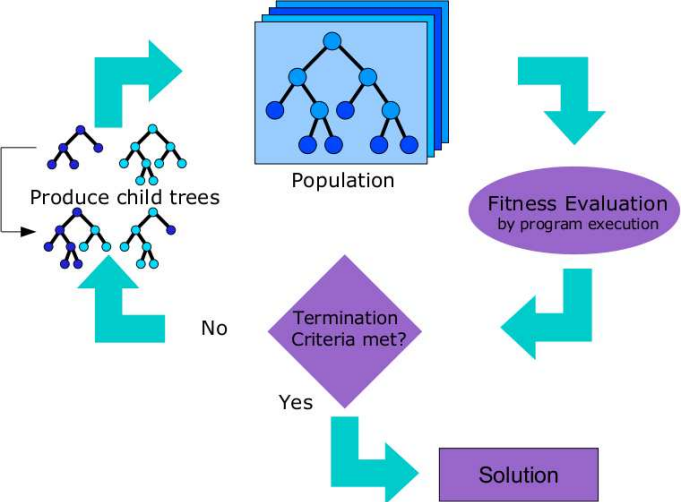 Population
Produce child trees
Fitness Evaluation
by program execution
Termination
Criteria met?
No
Yes
Solution